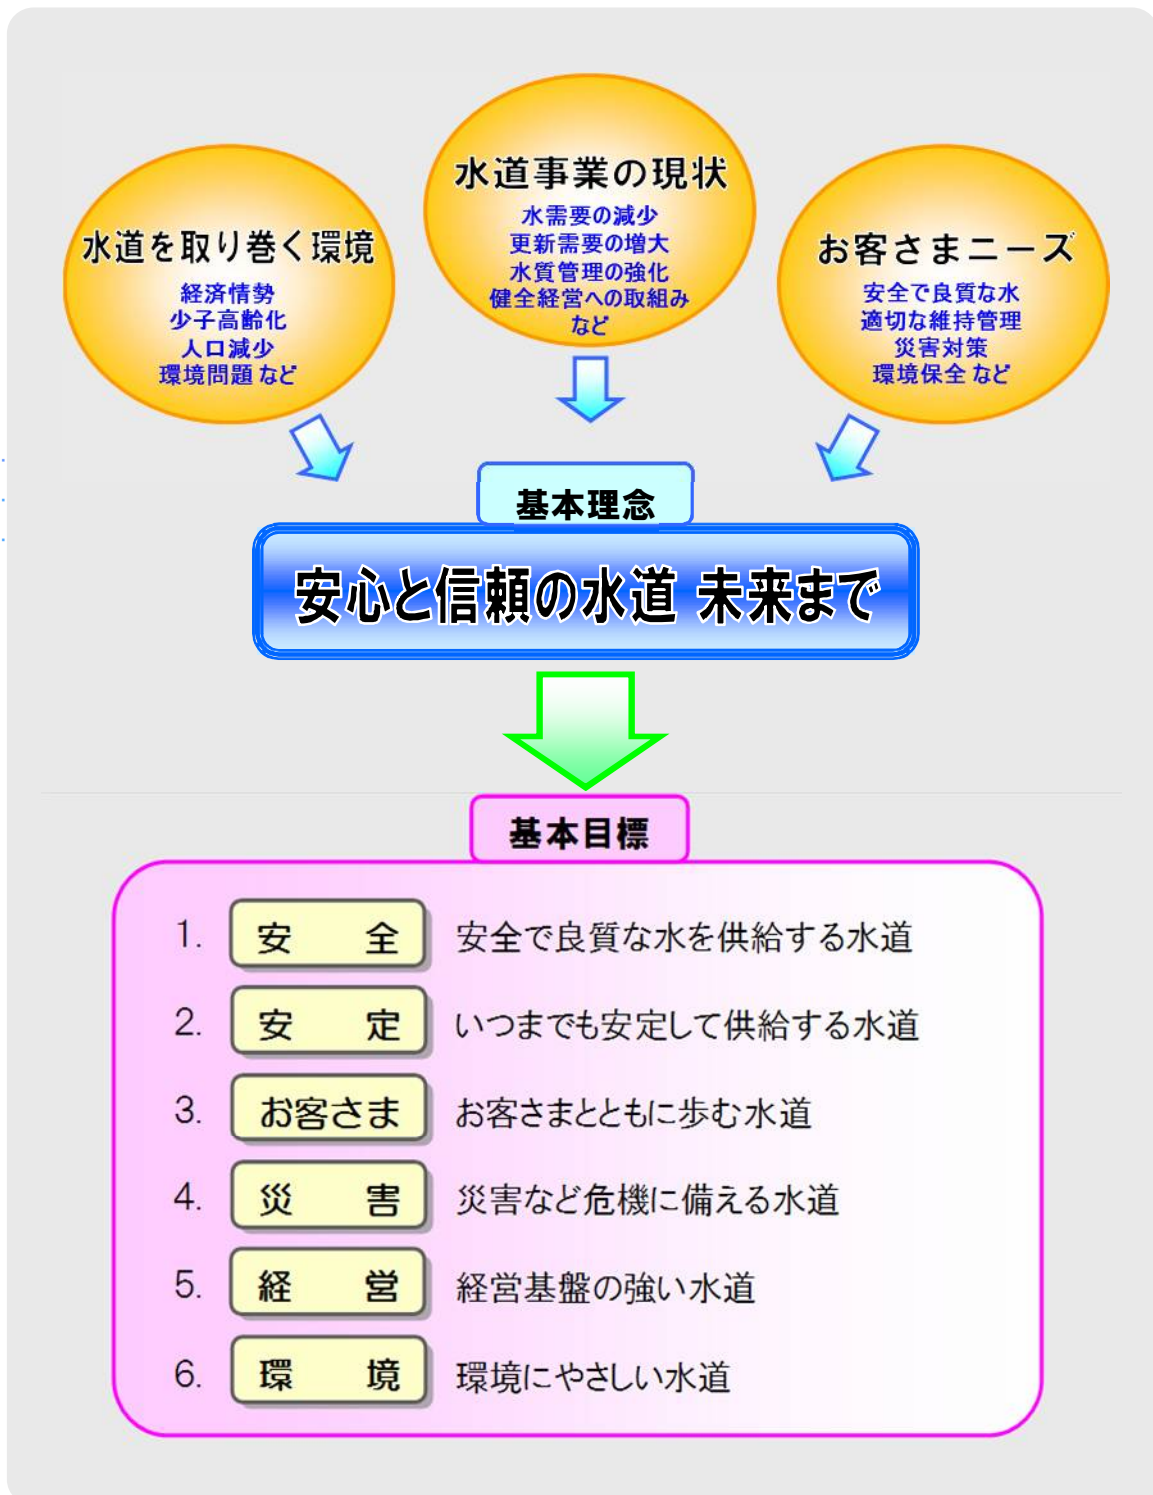 水道を取り巻く環境
経済情勢
少子高齢化
人口減少
環境問題 など
水道事業の現状
水需要の減少
更新需要の増大
水質管理の強化
健全経営への取組み
など
お客さまニーズ
安全で良質な水
適切な維持管理
災害対策
環境保全 など
基本理念
安心と信頼の水道 未来まで
基本目標
1. 安 全 安全で良質な水を供給する水道
2. 安 定 いつまでも安定して供給する水道
3. お客さま お客さまとともに歩む水道
4. 災 害 災害など危機に備える水道
5. 経 営 経営基盤の強い水道
6. 環 境 環境にやさしい水道